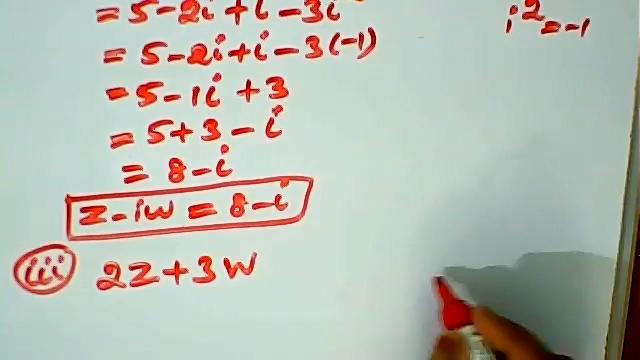 = 5 - 2i + i - 3i
i² = -1
= 5 - 2i + i - 3(-1)
= 5 - 1i + 3
= 5 + 3 - i
= 8 - i
z - iw = 8 - i
iii 2z + 3w